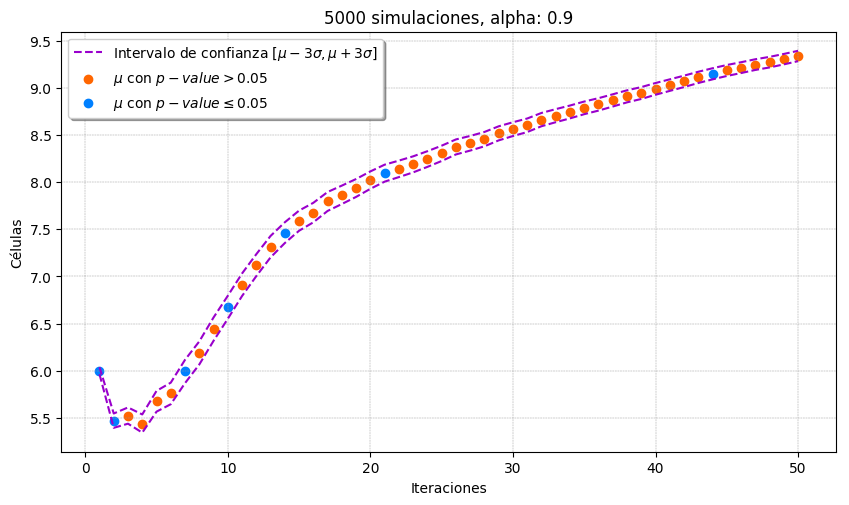 5000 simulaciones, alpha: 0.9
Intervalo de confianza [μ − 3σ, μ + 3σ]
μ con p − value > 0.05
μ con p − value ≤ 0.05
9.5
9.0
8.5
8.0
7.5
7.0
6.5
6.0
5.5
Células
0 10 20 30 40 50
Iteraciones